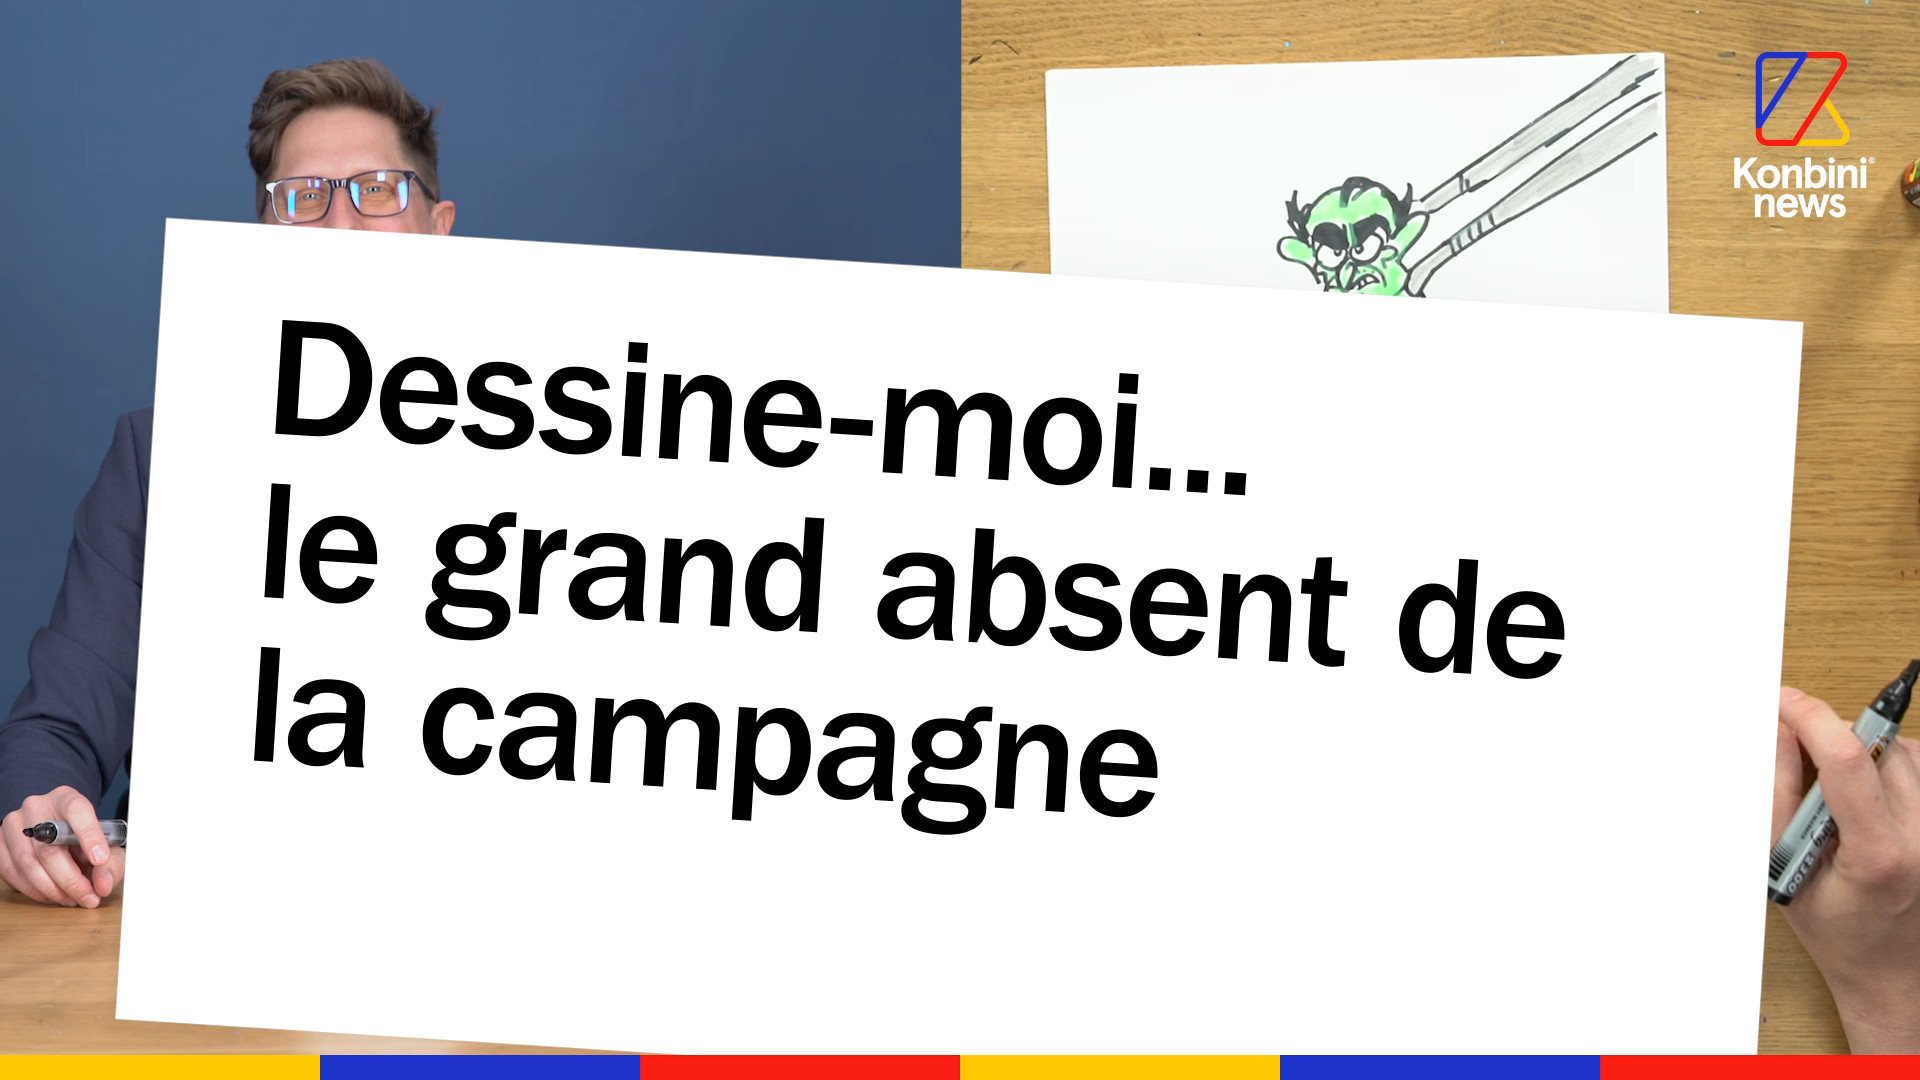 Dessine-moi...
le grand absent de
la campagne
Konbini®
news